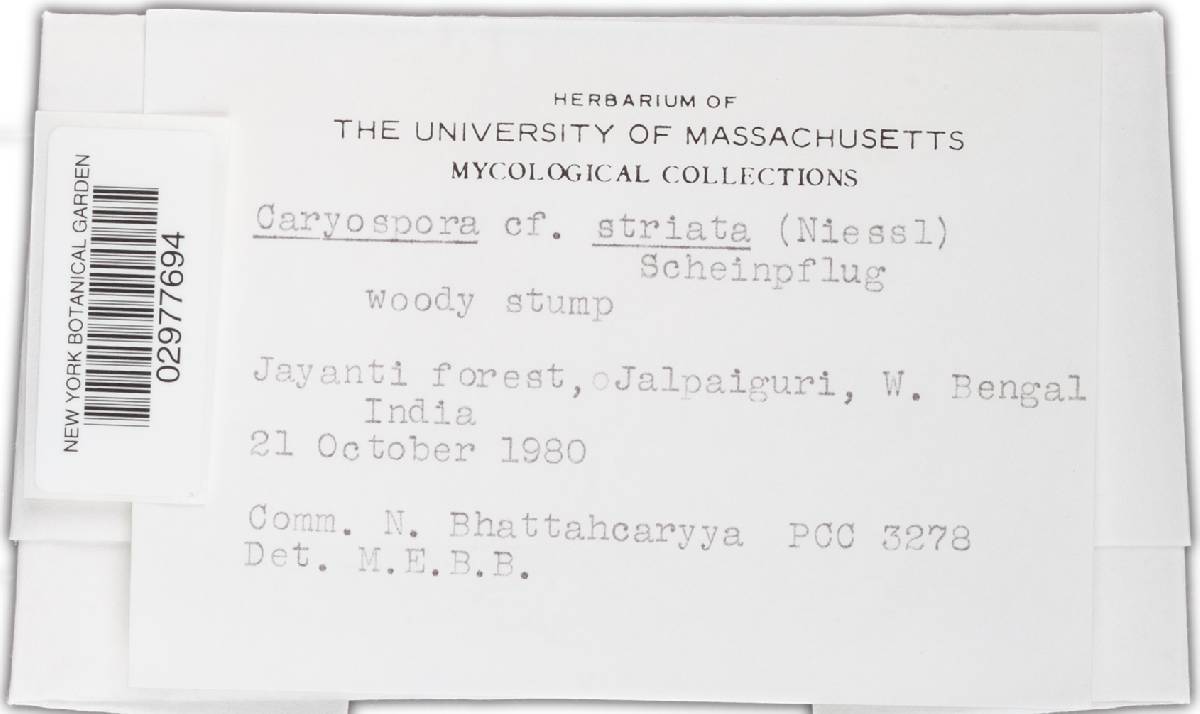 HERBARIUM OF
THE UNIVERSITY OF MASSACHUSETTS
MYCOLOGICAL COLLECTIONS
Caryospora cf. striata (Niessl)
Scheinpflug
woody stump
Jayanti forest, Jalpaiguri, W. Bengal
India
21 October 1980
Comm. N. Bhattahcaryya PCC 3278
Det. M.E.B.B.
NEW YORK BOTANICAL GARDEN
02977694